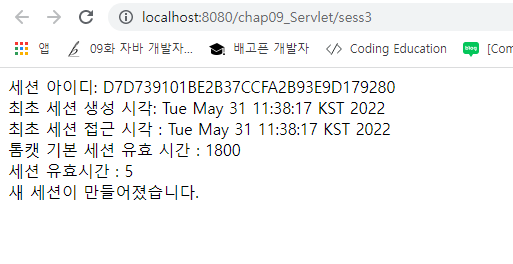 localhost:8080/chap09_Servlet/sess3
앱 09화 자바 개발자... 배고픈 개발자 Coding Education blog [Com
세션 아이디: D7D739101BE2B37CCFA2B93E9D179280
최초 세션 생성 시각: Tue May 31 11:38:17 KST 2022
최초 세션 접근 시각 : Tue May 31 11:38:17 KST 2022
톰캣 기본 세션 유효 시간 : 1800
세션 유효시간 : 5
새 세션이 만들어졌습니다.